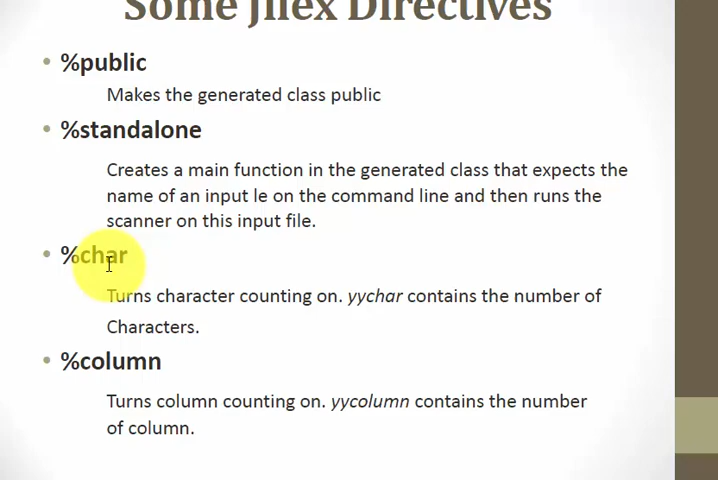 Some Jflex Directives
• %public
Makes the generated class public
• %standalone
Creates a main function in the generated class that expects the
name of an input le on the command line and then runs the
scanner on this input file.
• %char
Turns character counting on. yychar contains the number of
Characters.
• %column
Turns column counting on. yycolumn contains the number
of column.